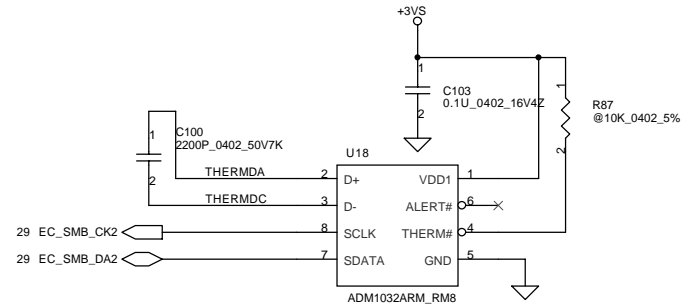 +3VS
1
C103
0.1U_0402_16V4Z
2
1
R87
@10K_0402_5%
2
1
C100
2200P_0402_50V7K
2
U18
THERMDA 2 D+ VDD1 1
THERMDC 3 D- ALERT# 6
29 EC_SMB_CK2 8 SCLK THERM# 4
29 EC_SMB_DA2 7 SDATA GND 5
ADM1032ARM_RM8